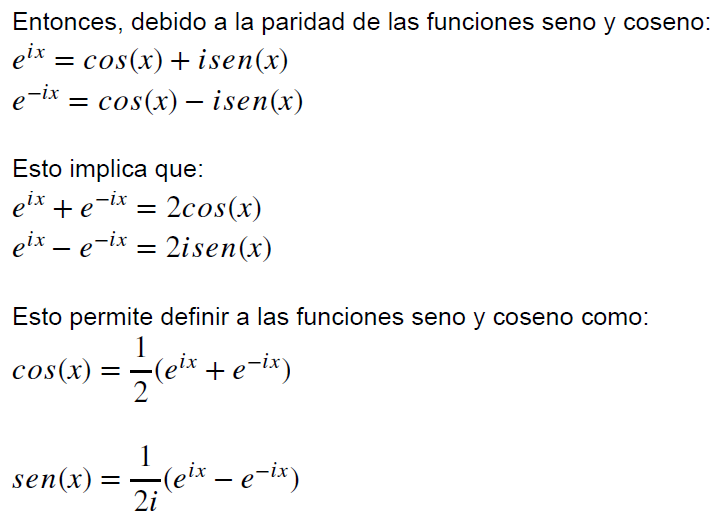 Entonces, debido a la paridad de las funciones seno y coseno:
e^{ix} = cos(x) + isen(x)
e^{-ix} = cos(x) − isen(x)
Esto implica que:
e^{ix} + e^{-ix} = 2cos(x)
e^{ix} − e^{-ix} = 2isen(x)
Esto permite definir a las funciones seno y coseno como:
cos(x) = \frac{1}{2}(e^{ix} + e^{-ix})
sen(x) = \frac{1}{2i}(e^{ix} − e^{-ix})